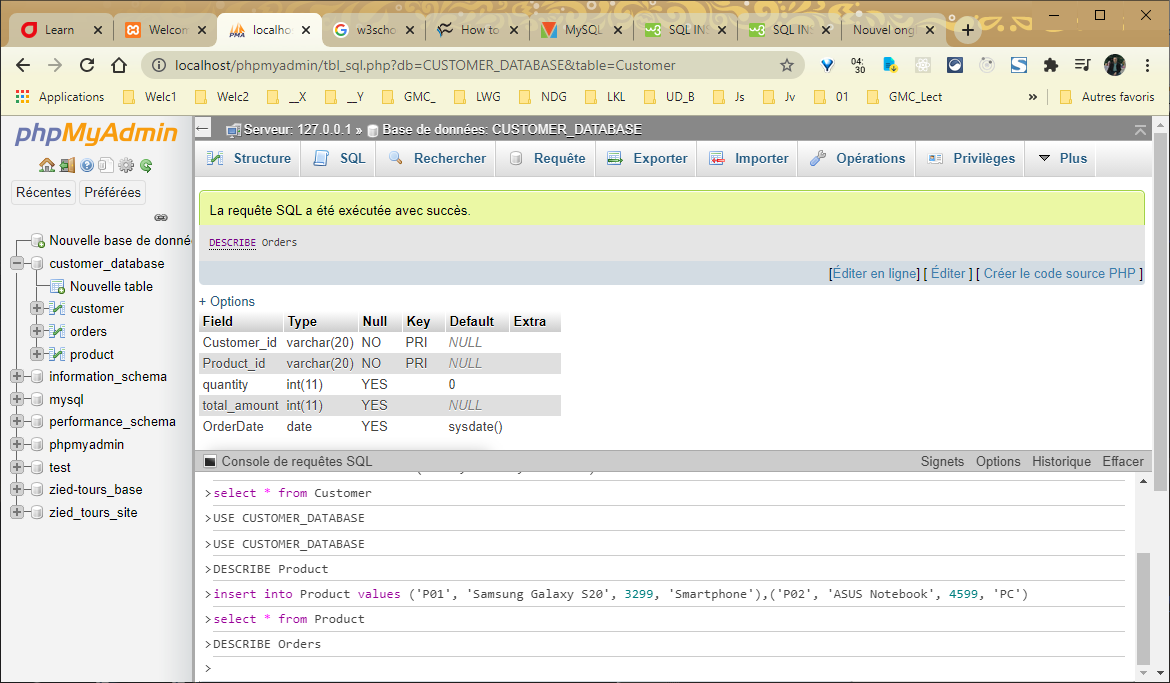 Learn
Welcom
localho
w3scho
How to
MySQL
SQL INS
SQL INS
Nouvel ongl
localhost/phpmyadmin/tbl_sql.php?db=CUSTOMER_DATABASE&table=Customer
04; 30
Applications
Welc1
Welc2
__X
__Y
GMC_
LWG
NDG
LKL
UD_B
Js
Jv
01
GMC_Lect
»
Autres favoris
phpMyAdmin
Récentes
Préférées
Nouvelle base de donné
customer_database
Nouvelle table
customer
orders
product
information_schema
mysql
performance_schema
phpmyadmin
test
zied-tours_base
zied_tours_site
Serveur: 127.0.0.1 » Base de données: CUSTOMER_DATABASE
Structure
SQL
Rechercher
Requête
Exporter
Importer
Opérations
Privilèges
Plus
La requête SQL a été exécutée avec succès.
DESCRIBE Orders
[Éditer en ligne] [ Éditer ] [ Créer le code source PHP ]
+ Options
Field Type Null Key Default Extra
Customer_id varchar(20) NO PRI NULL
Product_id varchar(20) NO PRI NULL
quantity int(11) YES 0
total_amount int(11) YES NULL
OrderDate date YES sysdate()
Console de requêtes SQL
Signets Options Historique Effacer
>select * from Customer
>USE CUSTOMER_DATABASE
>USE CUSTOMER_DATABASE
>DESCRIBE Product
>insert into Product values ('P01', 'Samsung Galaxy S20', 3299, 'Smartphone'),('P02', 'ASUS Notebook', 4599, 'PC')
>select * from Product
>DESCRIBE Orders
>